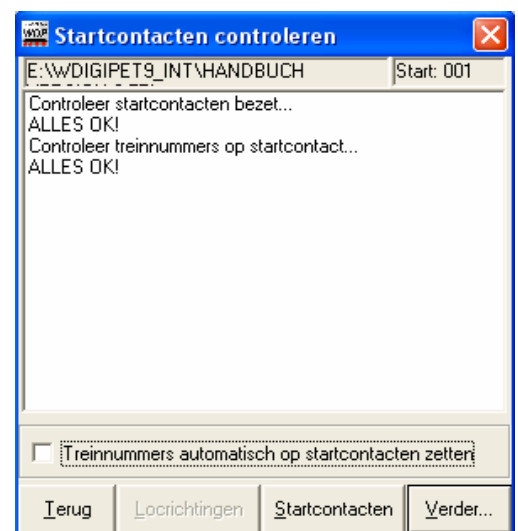 WDP Startcontacten controleren
E:\WDIGIPET9_INT\HANDBUCH Start: 001
Controleer startcontacten bezet...
ALLES OK!
Controleer treinnummers op startcontact...
ALLES OK!
Treinnummers automatisch op startcontacten zetten
Terug Locrichtingen Startcontacten Verder...